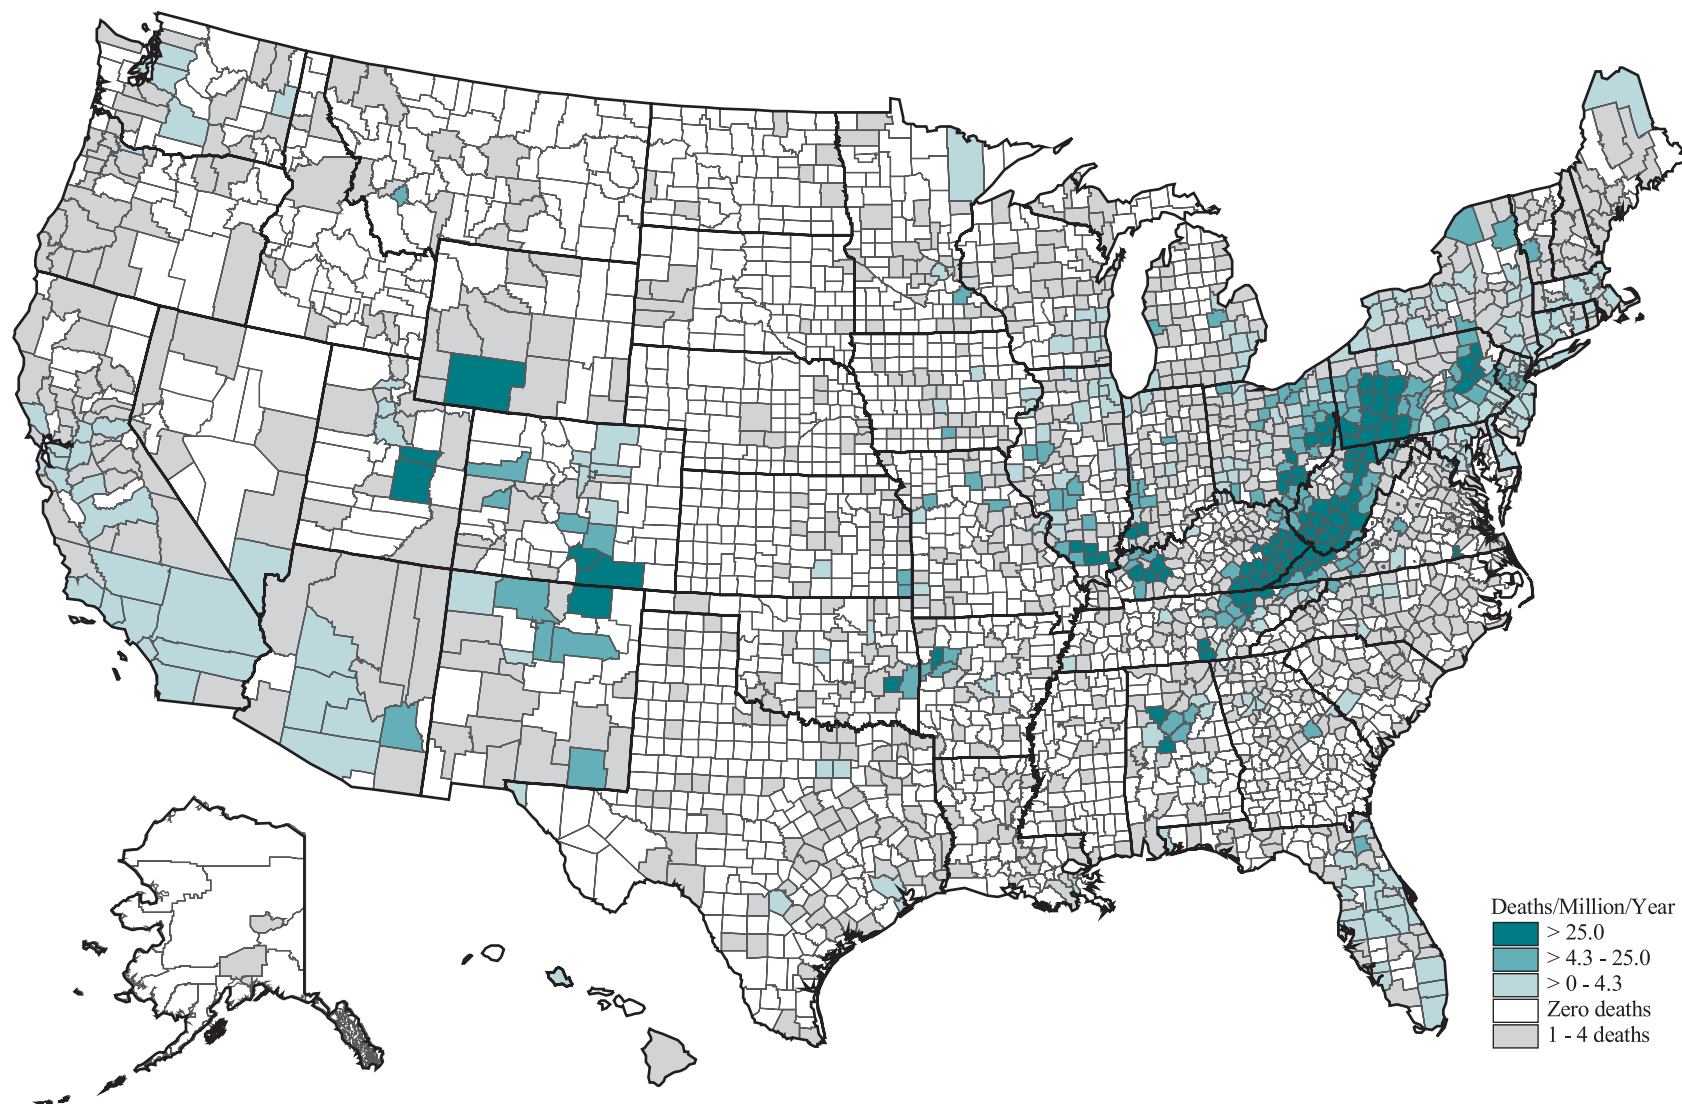 Deaths/Million/Year
> 25.0
> 4.3 - 25.0
> 0 - 4.3
Zero deaths
1 - 4 deaths